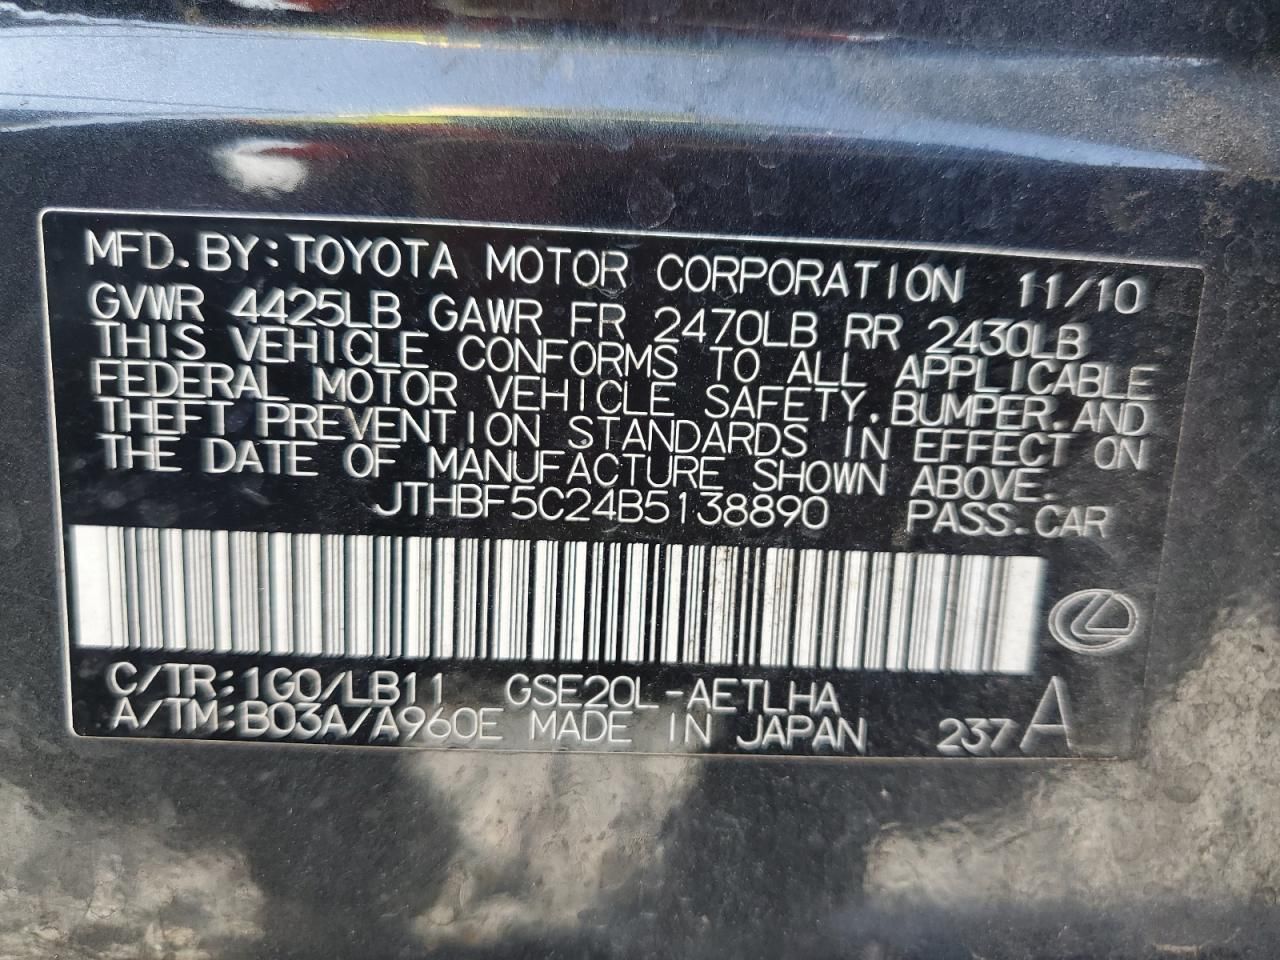 MFD. BY: TOYOTA MOTOR CORPORATION 11/10
GVWR 4425LB GAWR FR 2470LB RR 2430LB
THIS VEHICLE CONFORMS TO ALL APPLICABLE
FEDERAL MOTOR VEHICLE SAFETY, BUMPER, AND
THEFT PREVENTION STANDARDS IN EFFECT ON
THE DATE OF MANUFACTURE SHOWN ABOVE.
JTHBF5C24B5138890 PASS. CAR
C/TR: 1G0/LB11 GSE20L-AETLHA
A/TM: B03A/A960E MADE IN JAPAN 237 A